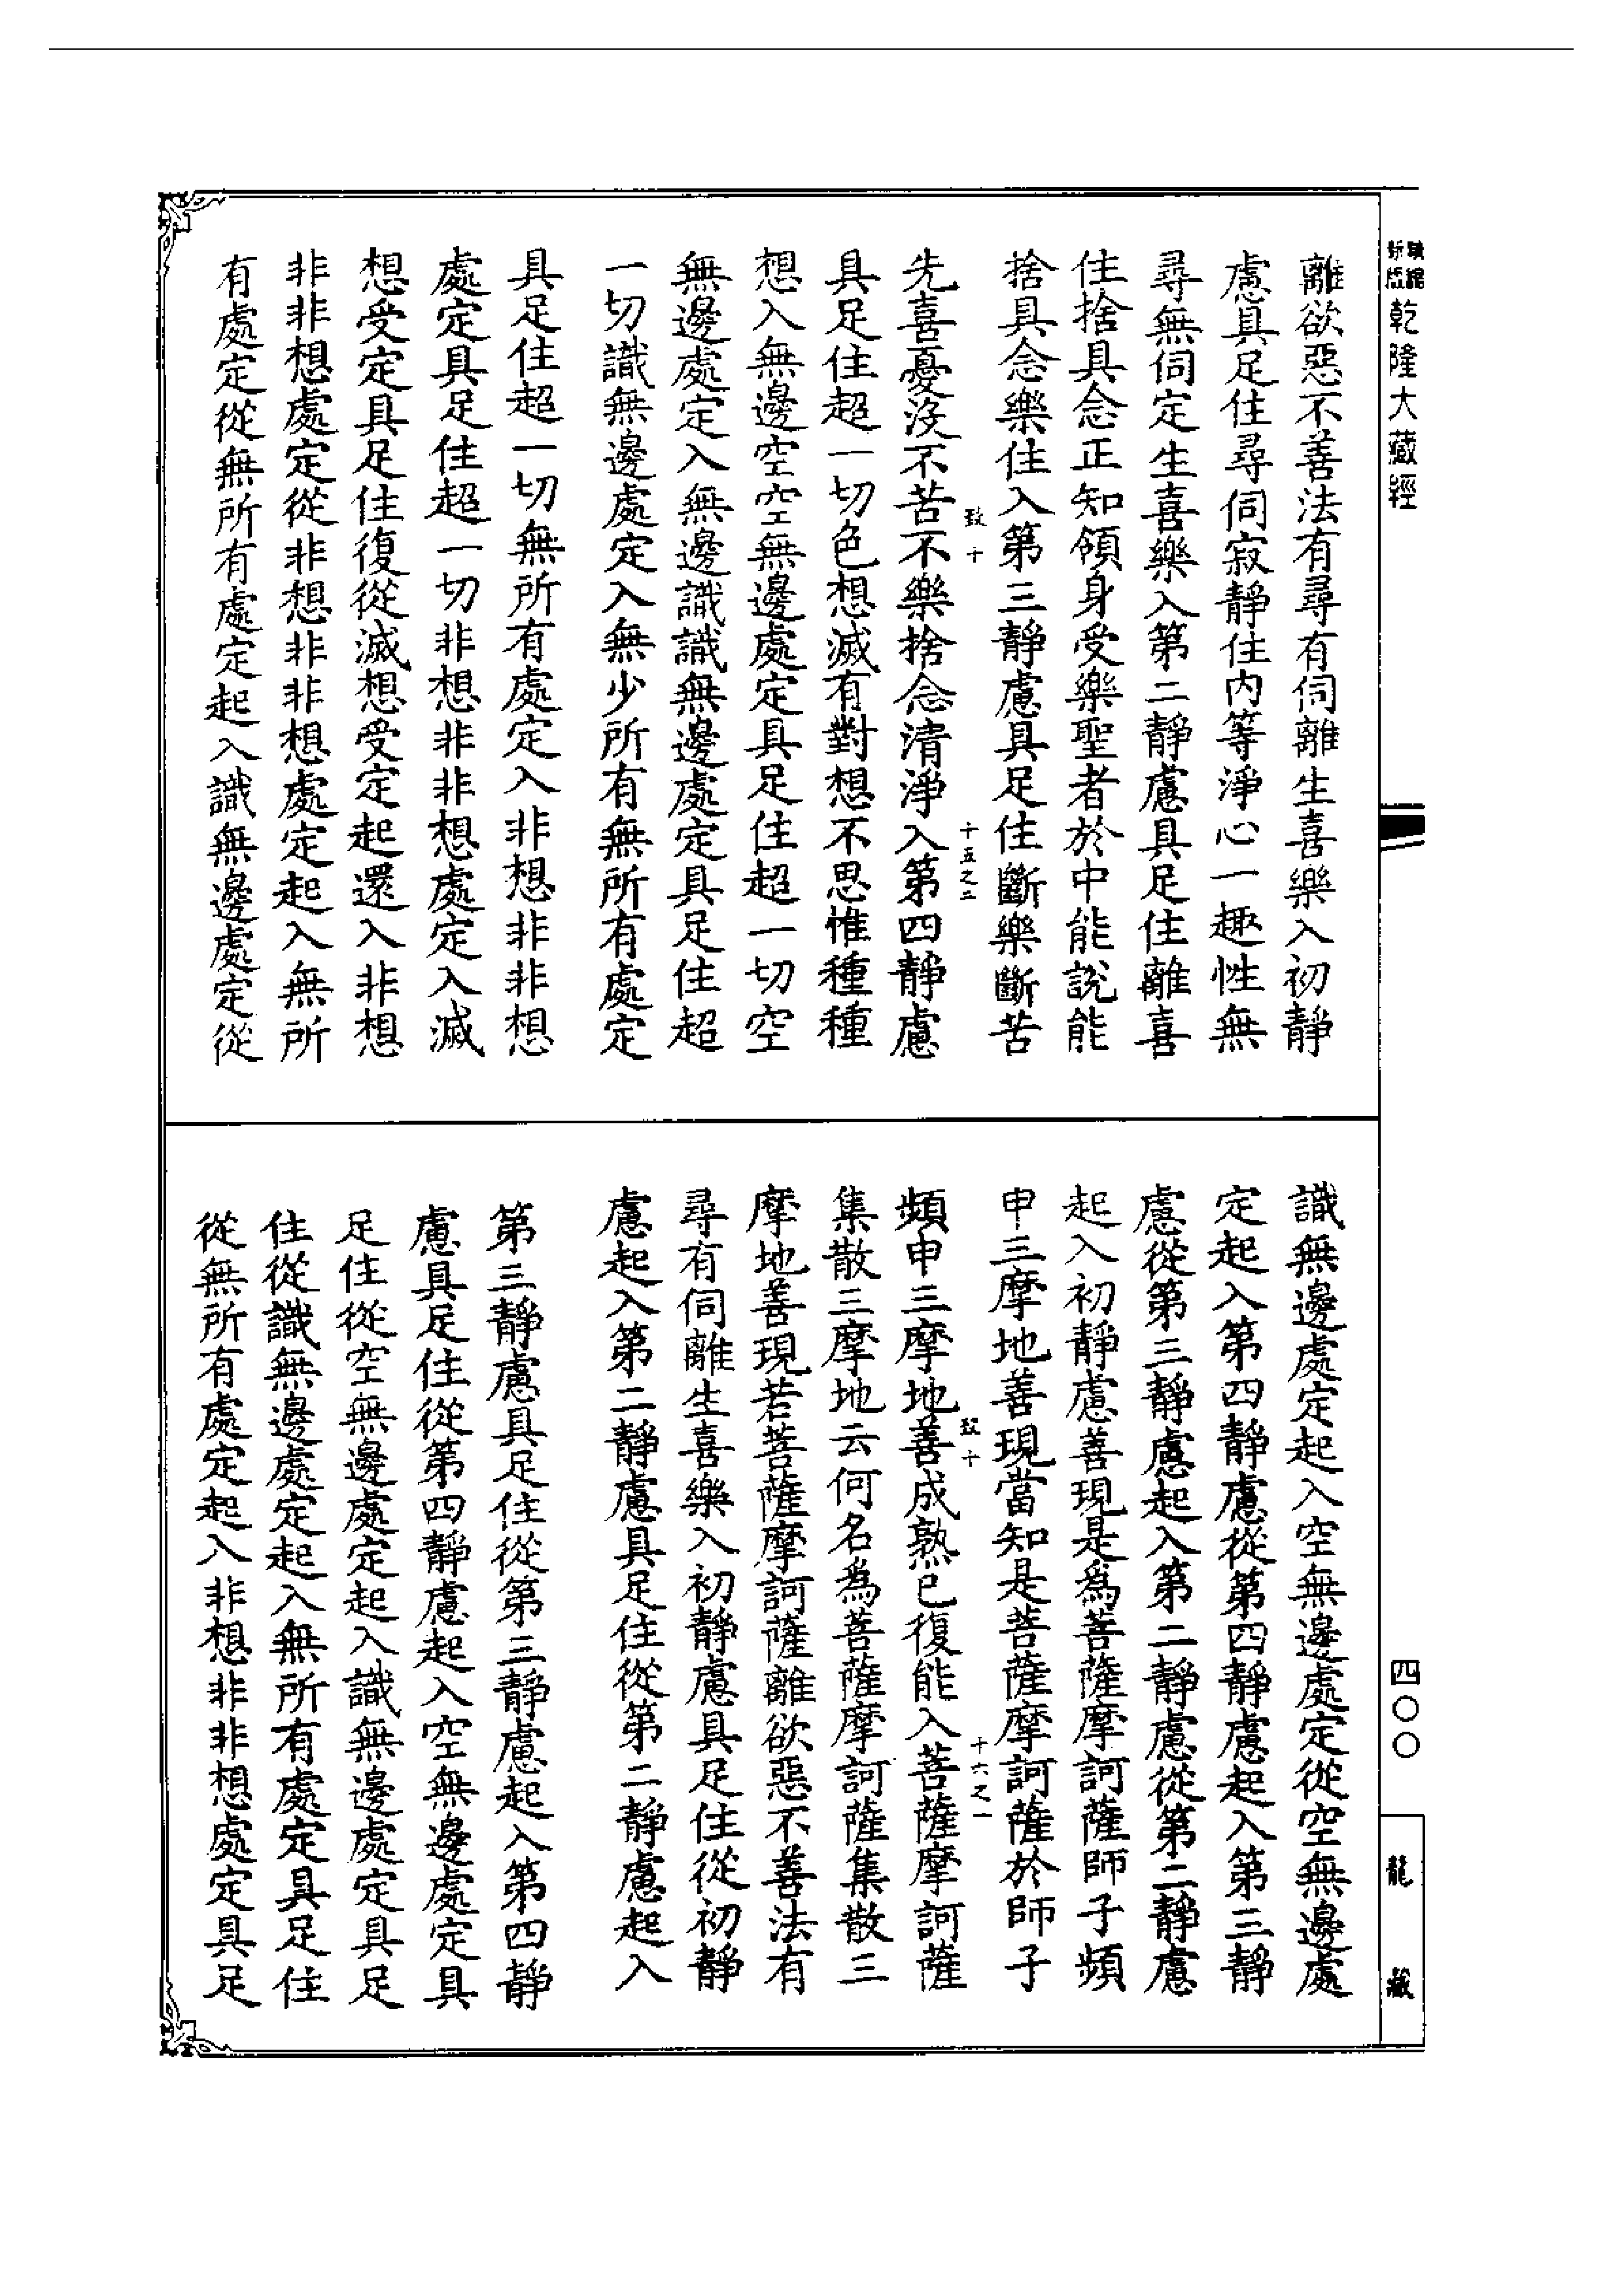 乾隆大藏經
四〇〇
龍藏
離欲惡不善法有尋有伺離生喜樂入初靜
慮具足住尋伺寂靜住內等淨心一趣性無
尋無伺定生喜樂入第二靜慮具足住離喜
住捨具念正知領身受樂聖者於中能說能
捨具念樂住入第三靜慮具足住斷樂斷苦
致十
十五之二
先喜憂沒不苦不樂捨念清淨入第四靜慮
具足住超一切色想滅有對想不思惟種種
想入無邊空空無邊處定具足住超一切空
無邊處定入無邊識識無邊處定具足住超
一切識無邊處定入無少所有無所有處定
具足住超一切無所有處定入非想非非想
處定具足住超一切非想非非想處定入滅
想受定具足住復從滅想受定起還入非想
非非想處定從非想非非想處定起入無所
有處定從無所有處定起入識無邊處定從
識無邊處定起入空無邊處定從空無邊處
定起入第四靜慮從第四靜慮起入第三靜
慮從第三靜慮起入第二靜慮從第二靜慮
起入初靜慮善現是為菩薩摩訶薩師子頻
申三摩地善現當知是菩薩摩訶薩於師子
致十
十六之一
頻申三摩地善成熟已復能入菩薩摩訶薩
集散三摩地云何名為菩薩摩訶薩集散三
摩地善現若菩薩摩訶薩離欲惡不善法有
尋有伺離生喜樂入初靜慮具足住從初靜
慮起入第二靜慮具足住從第二靜慮起入
第三靜慮具足住從第三靜慮起入第四靜
慮具足住從第四靜慮起入空無邊處定具
足住從空無邊處定起入識無邊處定具足
住從識無邊處定起入無所有處定具足住
從無所有處定起入非想非非想處定具足